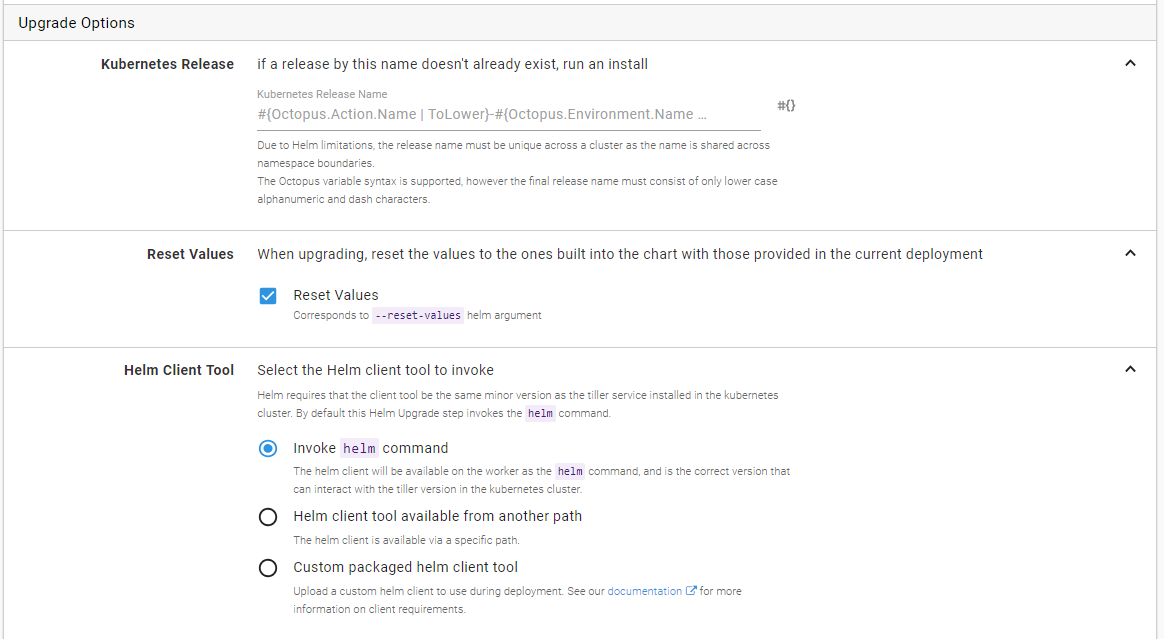 Upgrade Options
Kubernetes Release if a release by this name doesn't already exist, run an install
Kubernetes Release Name
#{Octopus.Action.Name | ToLower}-#{Octopus.Environment.Name ...
#{}
Due to Helm limitations, the release name must be unique across a cluster as the name is shared across
namespace boundaries.
The Octopus variable syntax is supported, however the final release name must consist of only lower case
alphanumeric and dash characters.
Reset Values When upgrading, reset the values to the ones built into the chart with those provided in the current deployment
Reset Values
Corresponds to --reset-values helm argument
Helm Client Tool Select the Helm client tool to invoke
Helm requires that the client tool be the same minor version as the tiller service installed in the kubernetes
cluster. By default this Helm Upgrade step invokes the helm command.
Invoke helm command
The helm client will be available on the worker as the helm command, and is the correct version that
can interact with the tiller version in the kubernetes cluster.
Helm client tool available from another path
The helm client is available via a specific path.
Custom packaged helm client tool
Upload a custom helm client to use during deployment. See our documentation for more
information on client requirements.